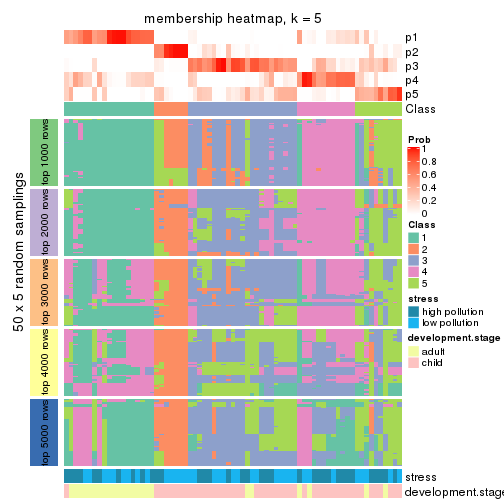 membership heatmap, k = 5
p1
p2
p3
p4
p5
Class
50 x 5 random samplings
top 1000 rows
top 2000 rows
top 3000 rows
top 4000 rows
top 5000 rows
stress
development.stage
Prob
1
0.8
0.6
0.4
0.2
0
Class
1
2
3
4
5
stress
high pollution
low pollution
development.stage
adult
child